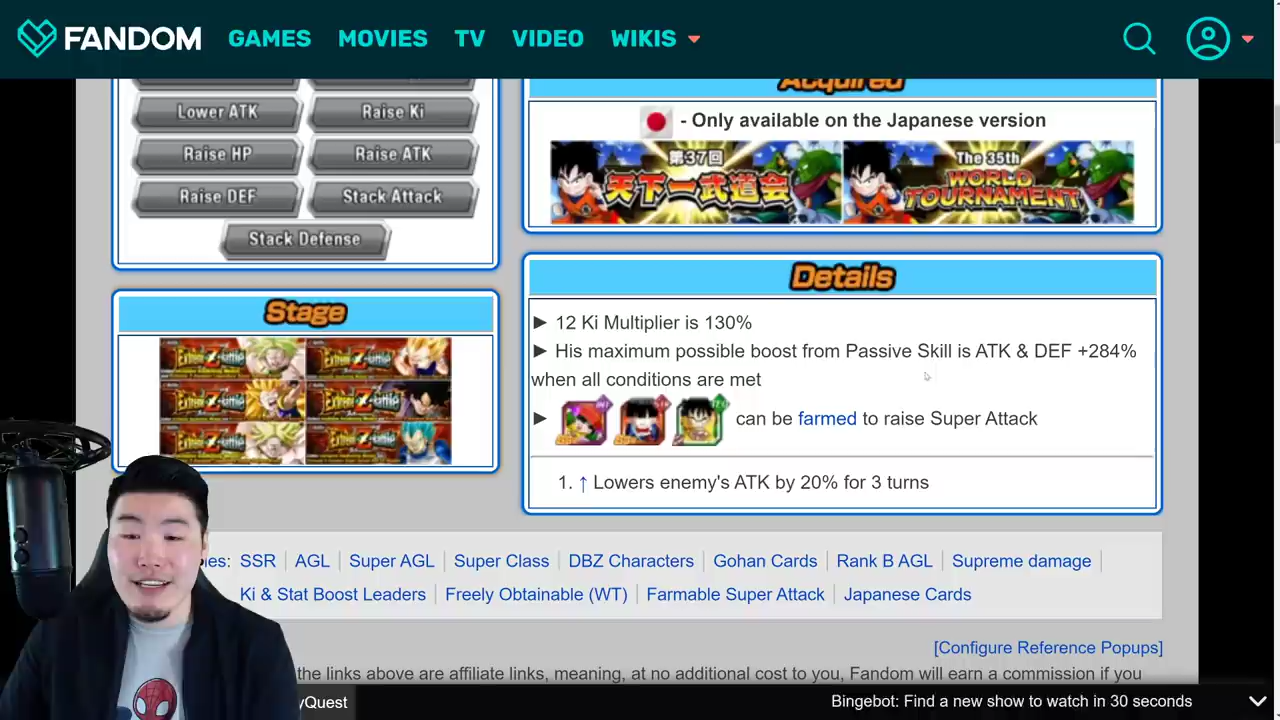 FANDOM
GAMES
MOVIES
TV
VIDEO
WIKIS
Lower ATK
Raise Ki
Raise HP
Raise ATK
Raise DEF
Stack Attack
Stack Defense
Stage
Acquired
- Only available on the Japanese version
第37回
天下一武道会
The 35th
WORLD
TOURNAMENT
Details
► 12 Ki Multiplier is 130%
► His maximum possible boost from Passive Skill is ATK & DEF +284%
when all conditions are met
► can be farmed to raise Super Attack
1. ↑ Lowers enemy's ATK by 20% for 3 turns
ies: SSR | AGL | Super AGL | Super Class | DBZ Characters | Gohan Cards | Rank B AGL | Supreme damage |
Ki & Stat Boost Leaders | Freely Obtainable (WT) | Farmable Super Attack | Japanese Cards
[Configure Reference Popups]
the links above are affiliate links, meaning, at no additional cost to you, Fandom will earn a commission if you
yQuest
Bingebot: Find a new show to watch in 30 seconds